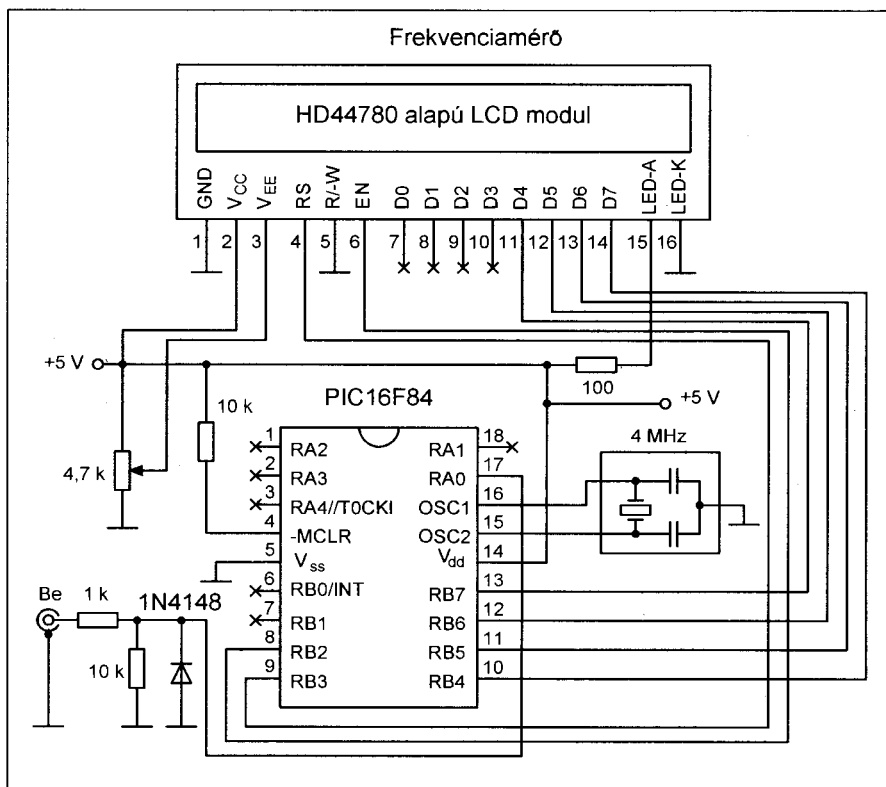 Frekvenciamérő
HD44780 alapú LCD modul
GND
VCC
VEE
RS
R/-W
EN
D0
D1
D2
D3
D4
D5
D6
D7
LED-A
LED-K
1 2 3 4 5 6 7 8 9 10 11 12 13 14 15 16
+5 V
100
+5 V
10 k
PIC16F84
4 MHz
4,7 k
1 RA2 RA1 18
2 RA3 RA0 17
3 RA4//T0CKI OSC1 16
4 -MCLR OSC2 15
5 Vss Vdd 14
6 RB0/INT RB7 13
7 RB1 RB6 12
8 RB2 RB5 11
9 RB3 RB4 10
Be
1 k
1N4148
10 k